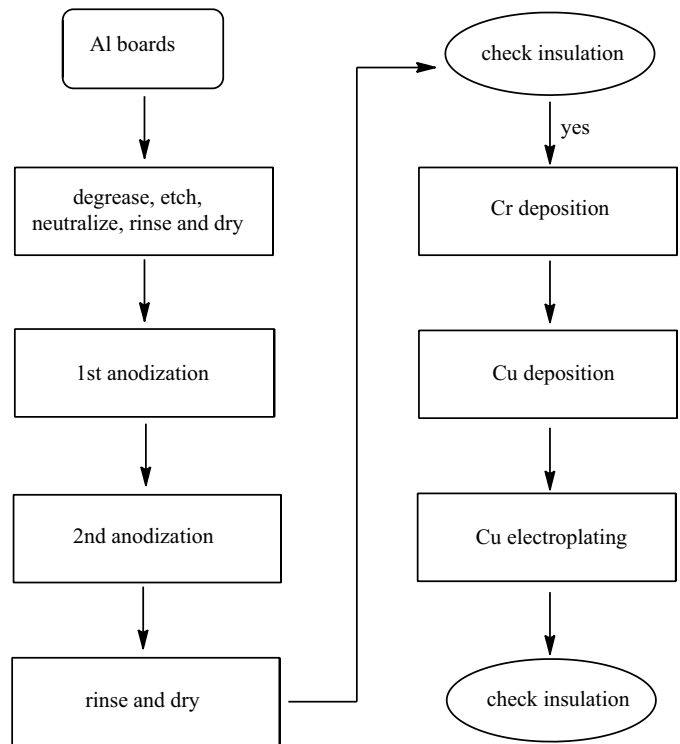 Al boards
degrease, etch,
neutralize, rinse and dry
1st anodization
2nd anodization
rinse and dry
check insulation
yes
Cr deposition
Cu deposition
Cu electroplating
check insulation